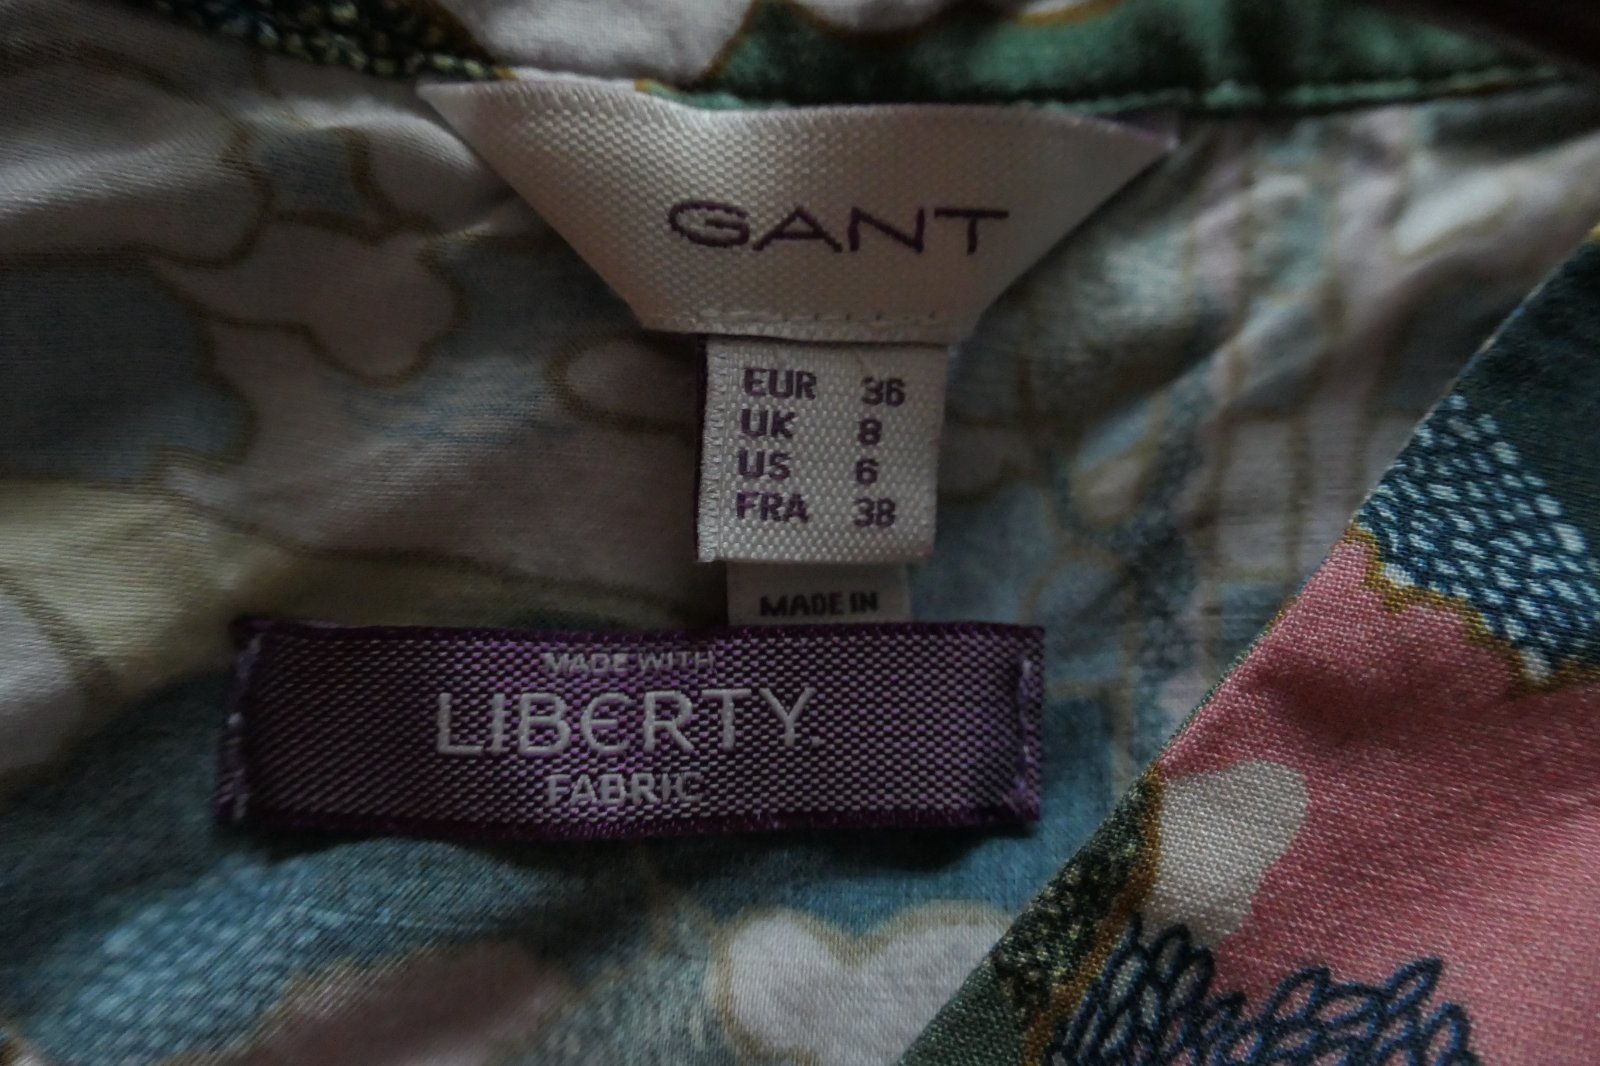 GANT
EUR 36
UK 8
US 6
FRA 38
MADE IN
MADE WITH
LIBERTY.
FABRIC